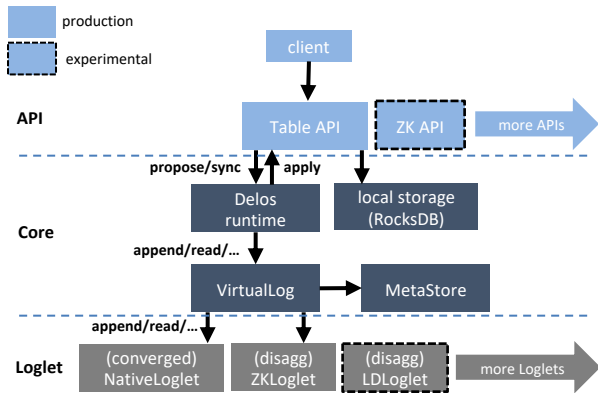 production
experimental
client
API
Table API
ZK API
more APIs
propose/sync
apply
Core
Delos
runtime
local storage
(RocksDB)
append/read/...
VirtualLog
MetaStore
append/read/...
Loglet
(converged)
NativeLoglet
(disagg)
ZKLoglet
(disagg)
LDLoglet
more Loglets